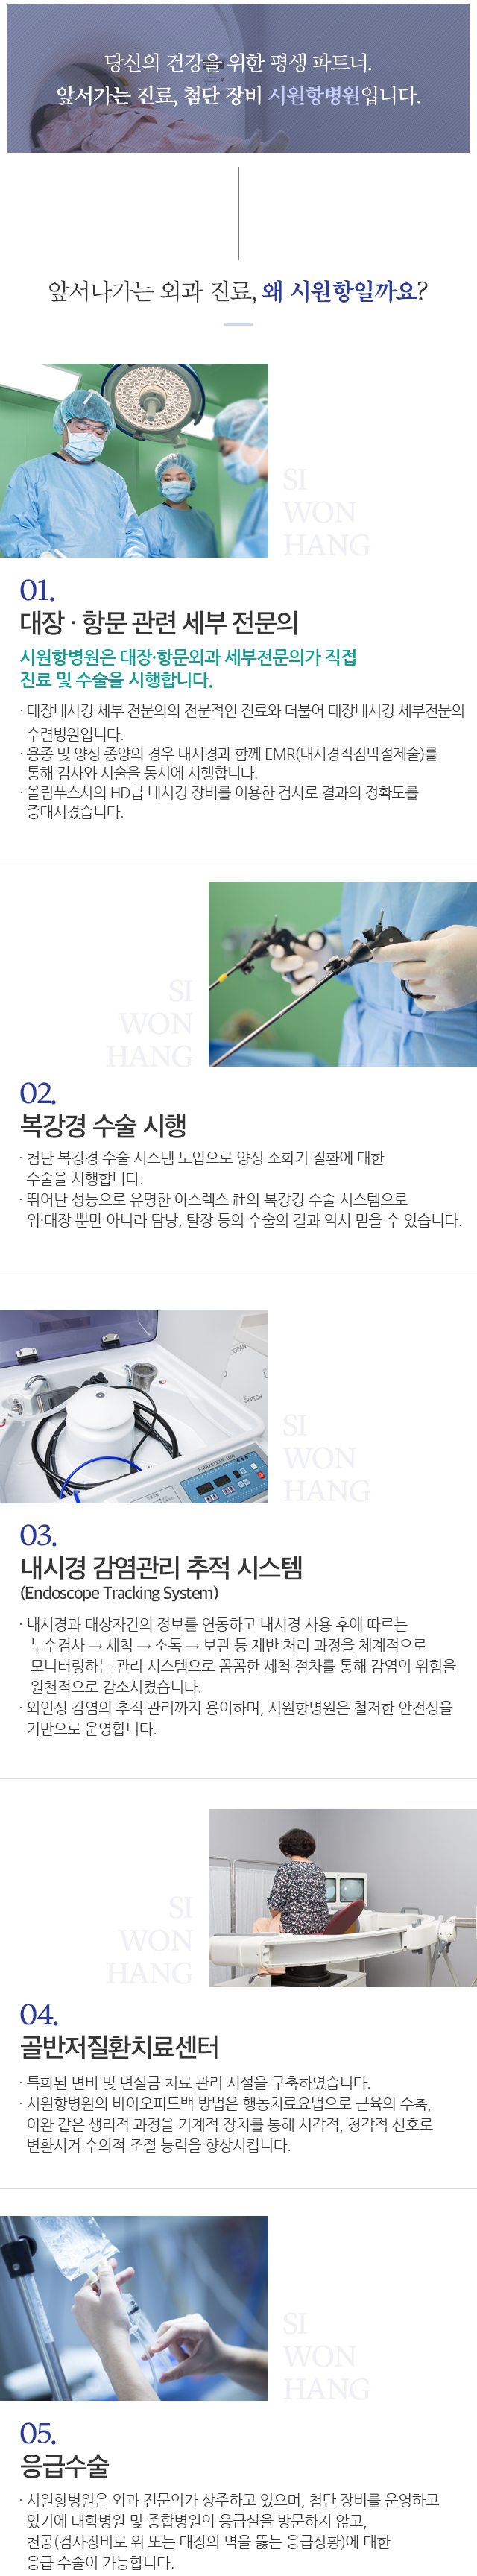 당신의 건강을 위한 평생 파트너.
앞서가는 진료, 첨단 장비 시원항병원입니다.
앞서나가는 외과 진료, 왜 시원항일까요?
SI
WON
HANG
01.
대장 · 항문 관련 세부 전문의
시원항병원은 대장·항문외과 세부전문의가 직접
진료 및 수술을 시행합니다.
· 대장내시경 세부 전문의의 전문적인 진료와 더불어 대장내시경 세부전문의
수련병원입니다.
· 용종 및 양성 종양의 경우 내시경과 함께 EMR(내시경적점막절제술)를
통해 검사와 시술을 동시에 시행합니다.
· 올림푸스사의 HD급 내시경 장비를 이용한 검사로 결과의 정확도를
증대시켰습니다.
SI
WON
HANG
02.
복강경 수술 시행
· 첨단 복강경 수술 시스템 도입으로 양성 소화기 질환에 대한
수술을 시행합니다.
· 뛰어난 성능으로 유명한 아스렉스 社의 복강경 수술 시스템으로
위·대장 뿐만 아니라 담낭, 탈장 등의 수술의 결과 역시 믿을 수 있습니다.
SI
WON
HANG
03.
내시경 감염관리 추적 시스템
(Endoscope Tracking System)
· 내시경과 대상자간의 정보를 연동하고 내시경 사용 후에 따르는
누수검사 → 세척 → 소독 → 보관 등 제반 처리 과정을 체계적으로
모니터링하는 관리 시스템으로 꼼꼼한 세척 절차를 통해 감염의 위험을
원천적으로 감소시켰습니다.
· 외인성 감염의 추적 관리까지 용이하며, 시원항병원은 철저한 안전성을
기반으로 운영합니다.
SI
WON
HANG
04.
골반저질환치료센터
· 특화된 변비 및 변실금 치료 관리 시설을 구축하였습니다.
· 시원항병원의 바이오피드백 방법은 행동치료요법으로 근육의 수축,
이완 같은 생리적 과정을 기계적 장치를 통해 시각적, 청각적 신호로
변환시켜 수의적 조절 능력을 향상시킵니다.
SI
WON
HANG
05.
응급수술
· 시원항병원은 외과 전문의가 상주하고 있으며, 첨단 장비를 운영하고
있기에 대학병원 및 종합병원의 응급실을 방문하지 않고,
천공(검사장비로 위 또는 대장의 벽을 뚫는 응급상황)에 대한
응급 수술이 가능합니다.